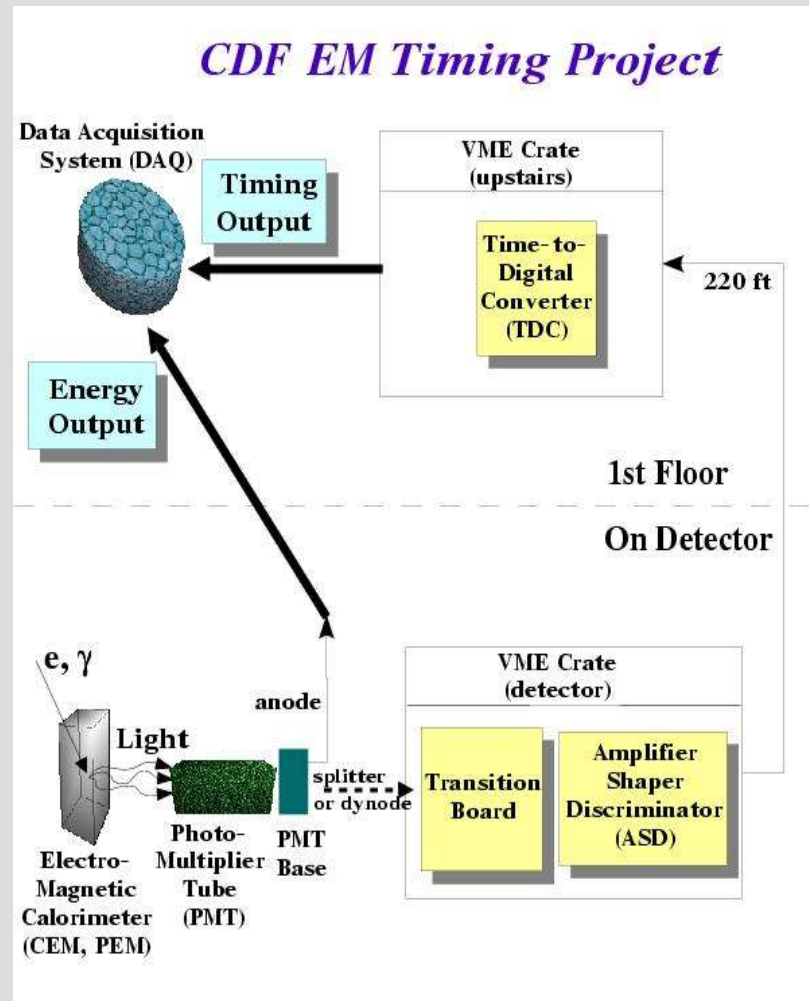 CDF EM Timing Project
Data Acquisition
System (DAQ)
Timing
Output
VME Crate
(upstairs)
Time-to-
Digital
Converter
(TDC)
220 ft
Energy
Output
1st Floor
On Detector
e, γ
Light
anode
splitter
or dynode
VME Crate
(detector)
Transition
Board
Amplifier
Shaper
Discriminator
(ASD)
Electro-
Magnetic
Calorimeter
(CEM, PEM)
Photo-
Multiplier
Tube
(PMT)
PMT
Base